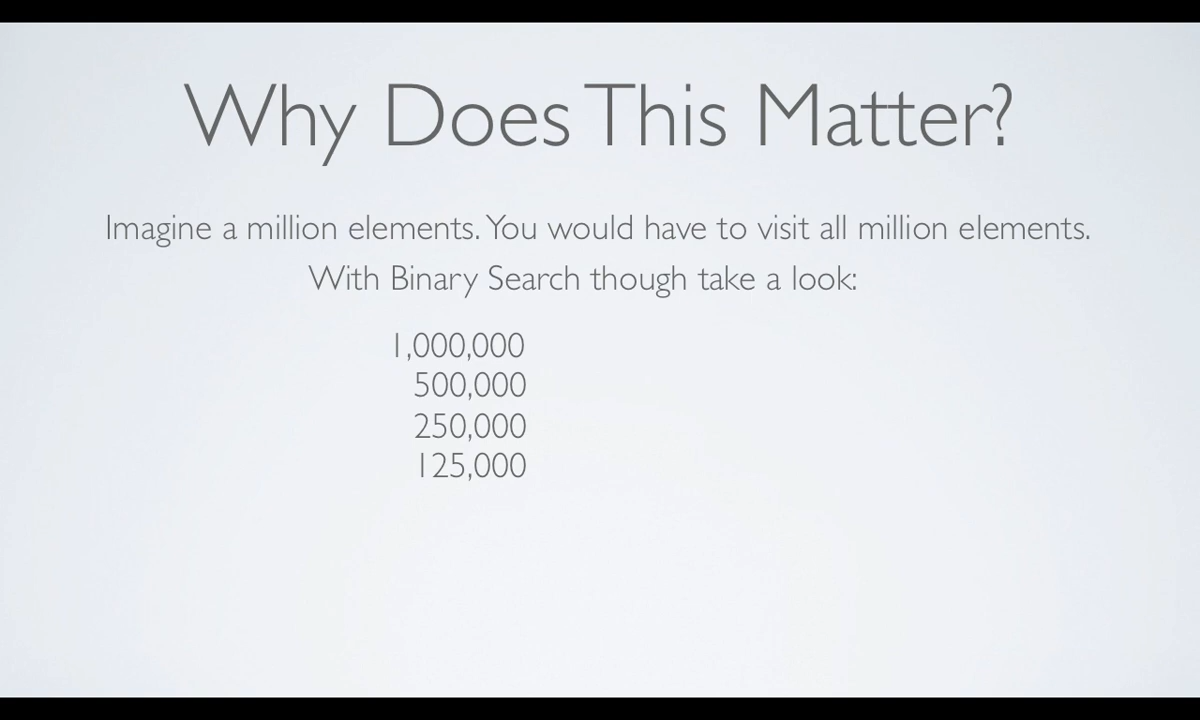 Why Does This Matter?
Imagine a million elements. You would have to visit all million elements.
With Binary Search though take a look:
1,000,000
500,000
250,000
125,000